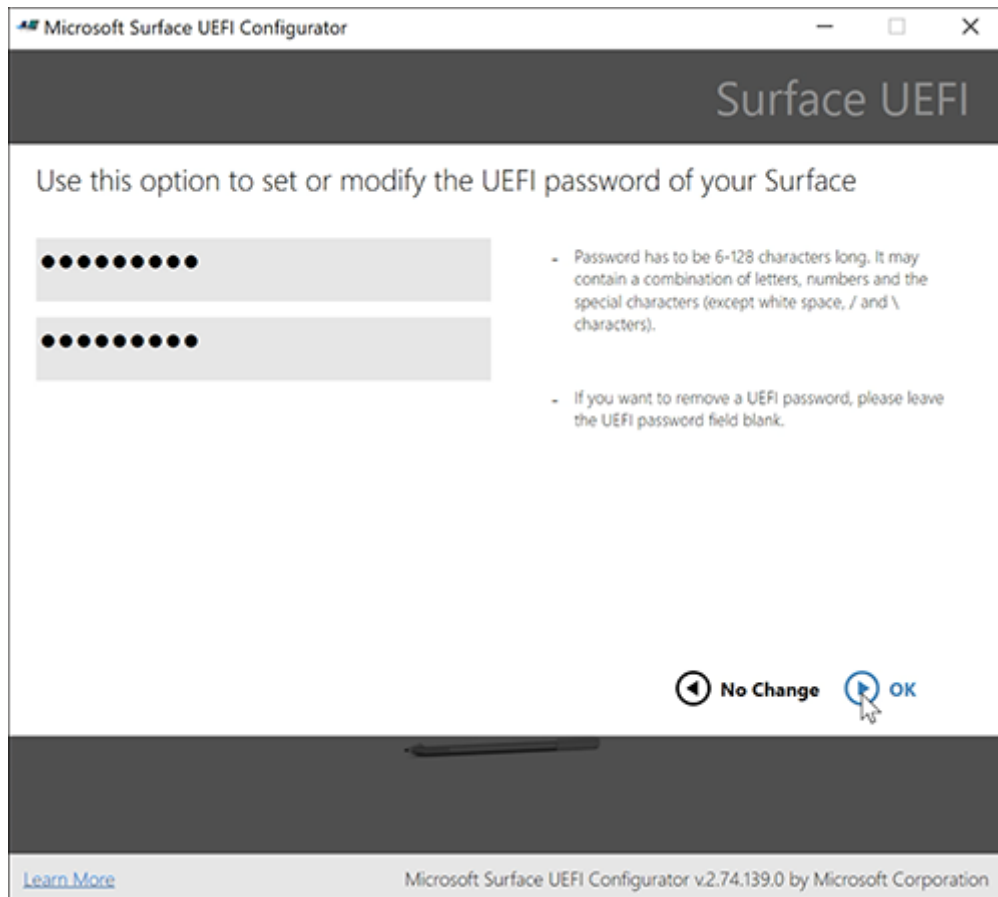 Microsoft Surface UEFI Configurator
Surface UEFI
Use this option to set or modify the UEFI password of your Surface
●●●●●●●●●
●●●●●●●●●
- Password has to be 6-128 characters long. It may
contain a combination of letters, numbers and the
special characters (except white space, / and \
characters).
- If you want to remove a UEFI password, please leave
the UEFI password field blank.
No Change
OK
Learn More
Microsoft Surface UEFI Configurator v.2.74.139.0 by Microsoft Corporation